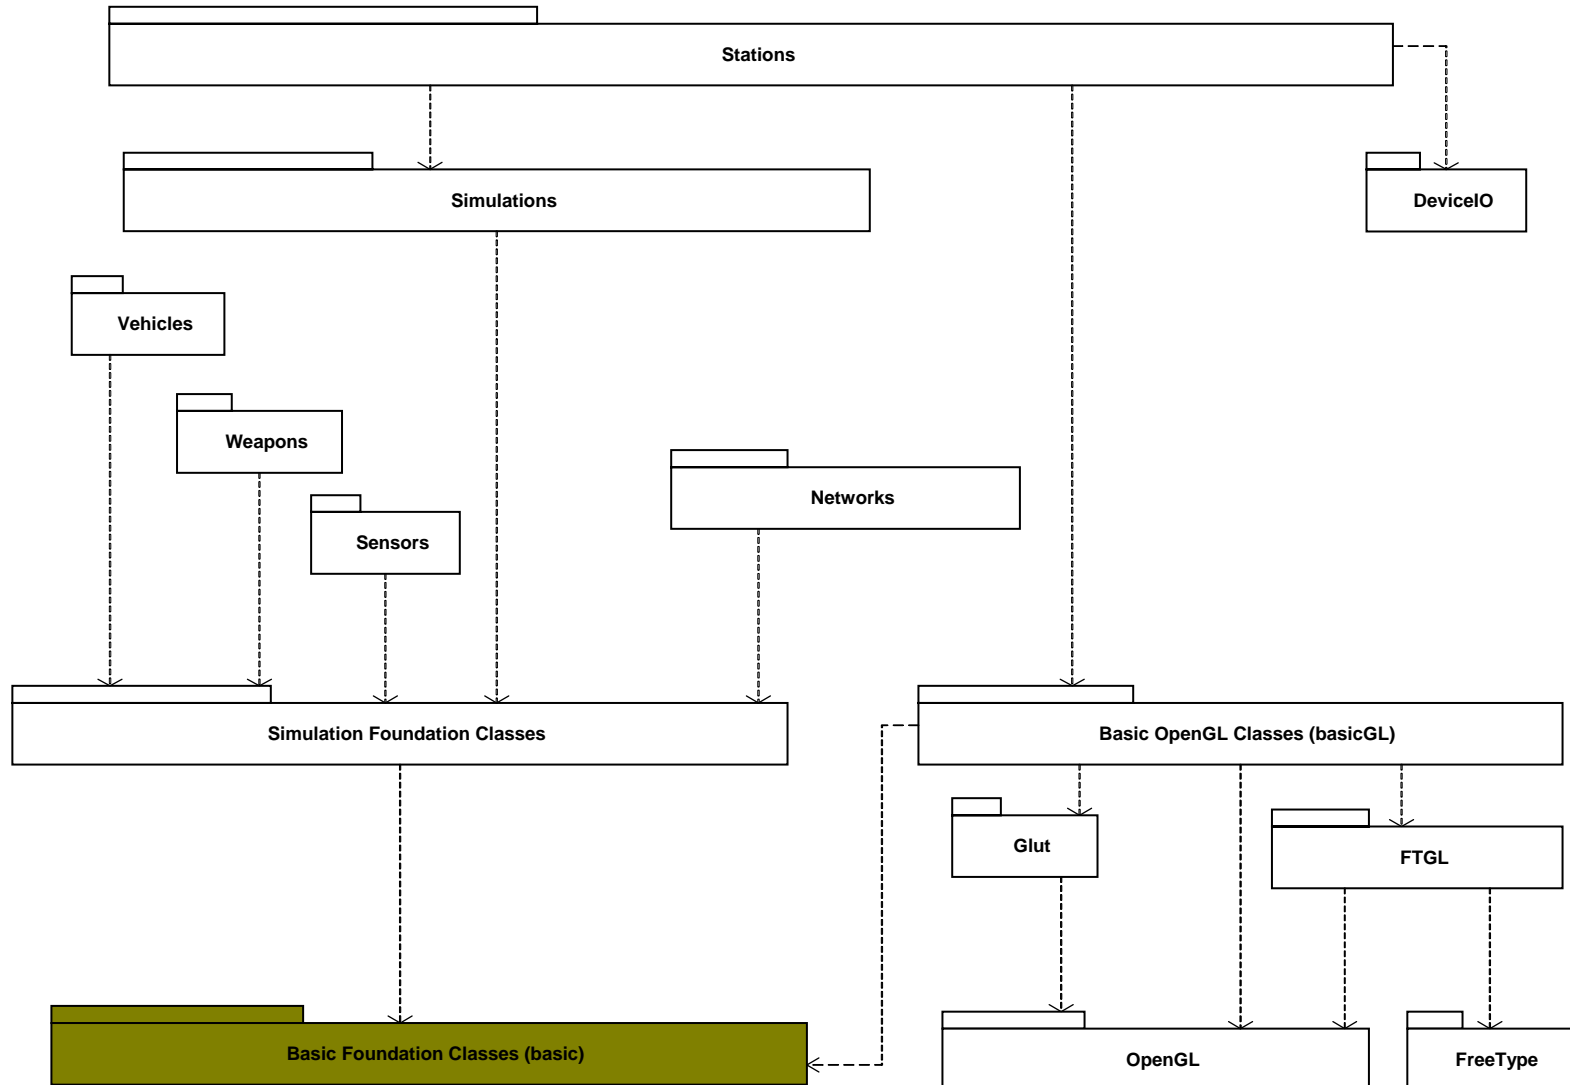 Stations
Simulations
DeviceIO
Vehicles
Weapons
Networks
Sensors
Simulation Foundation Classes
Basic OpenGL Classes (basicGL)
Glut
FTGL
Basic Foundation Classes (basic)
OpenGL
FreeType